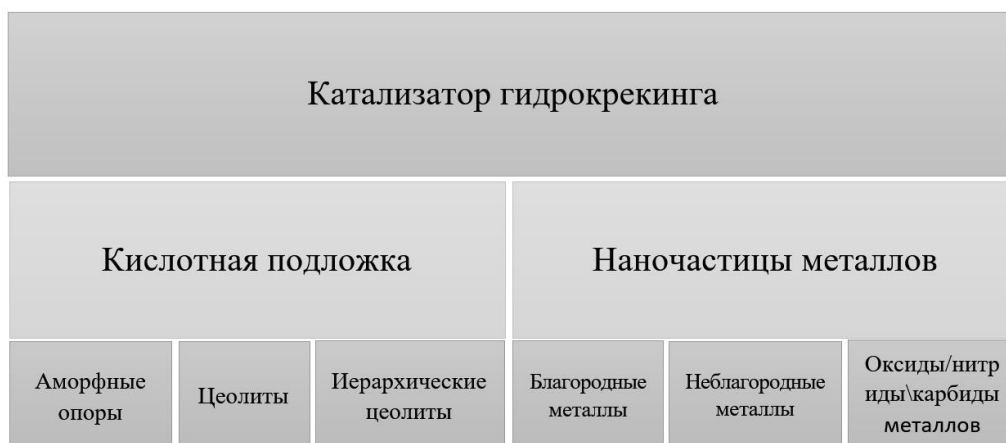 Катализатор гидрокрекинга
Кислотная подложка
Наночастицы металлов
Аморфные
опоры
Цеолиты
Иерархические
цеолиты
Благородные
металлы
Неблагородные
металлы
Оксиды/нитр
иды\карбиды
металлов